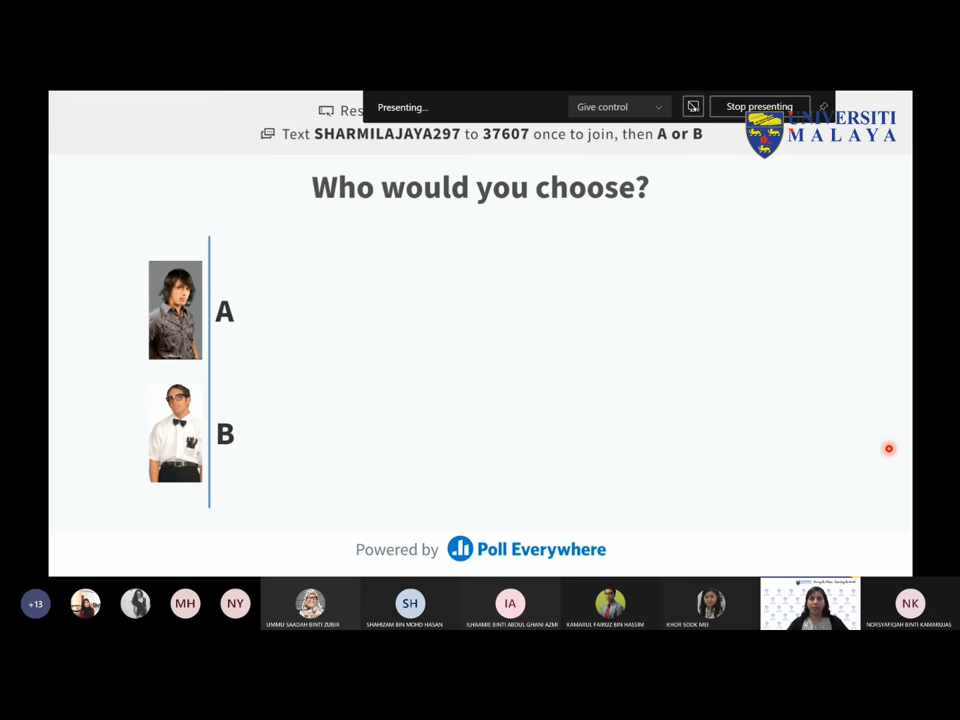 Presenting...
Give control
Stop presenting
Res
UNIVERSITI
MALAYA
Text SHARMILAJAYA297 to 37607 once to join, then A or B
Who would you choose?
A
B
Powered by Poll Everywhere
+13
MH
NY
SH
IA
NK
UMMU SAADAH BINTI ZUBIR
SHAHIZAM BIN MOHD HASAN
ILHAAMIE BINTI ABDUL GHANI AZMI
KAMARUL FAIRUZ BIN HASSIM
KHOR SOOK MEI
NORSYAFIQAH BINTI KAMARUJAS